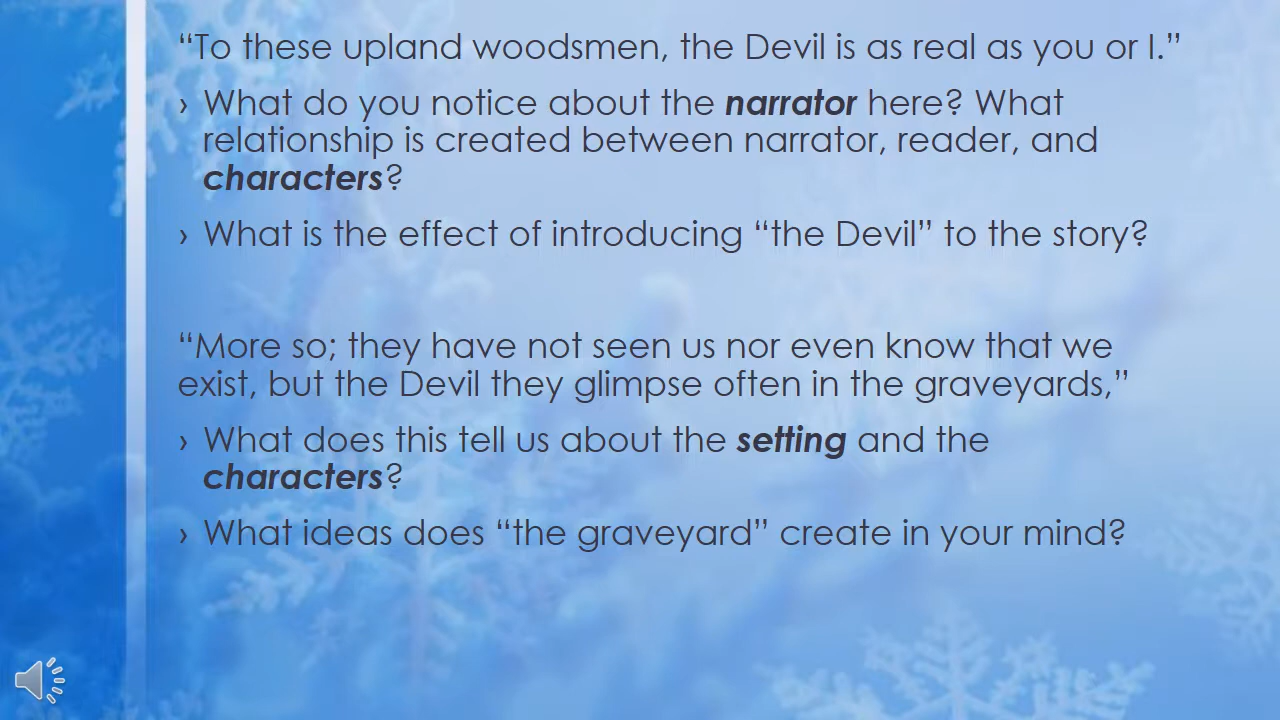 “To these upland woodsmen, the Devil is as real as you or I.”
› What do you notice about the narrator here? What
relationship is created between narrator, reader, and
characters?
› What is the effect of introducing “the Devil” to the story?
“More so; they have not seen us nor even know that we
exist, but the Devil they glimpse often in the graveyards,”
› What does this tell us about the setting and the
characters?
› What ideas does “the graveyard” create in your mind?